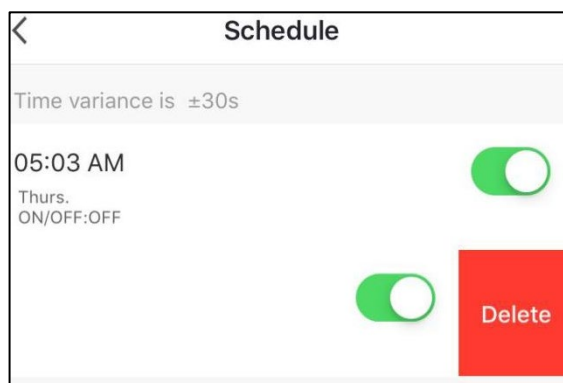 Schedule
Time variance is ±30s
05:03 AM
Thurs.
ON/OFF:OFF
Delete